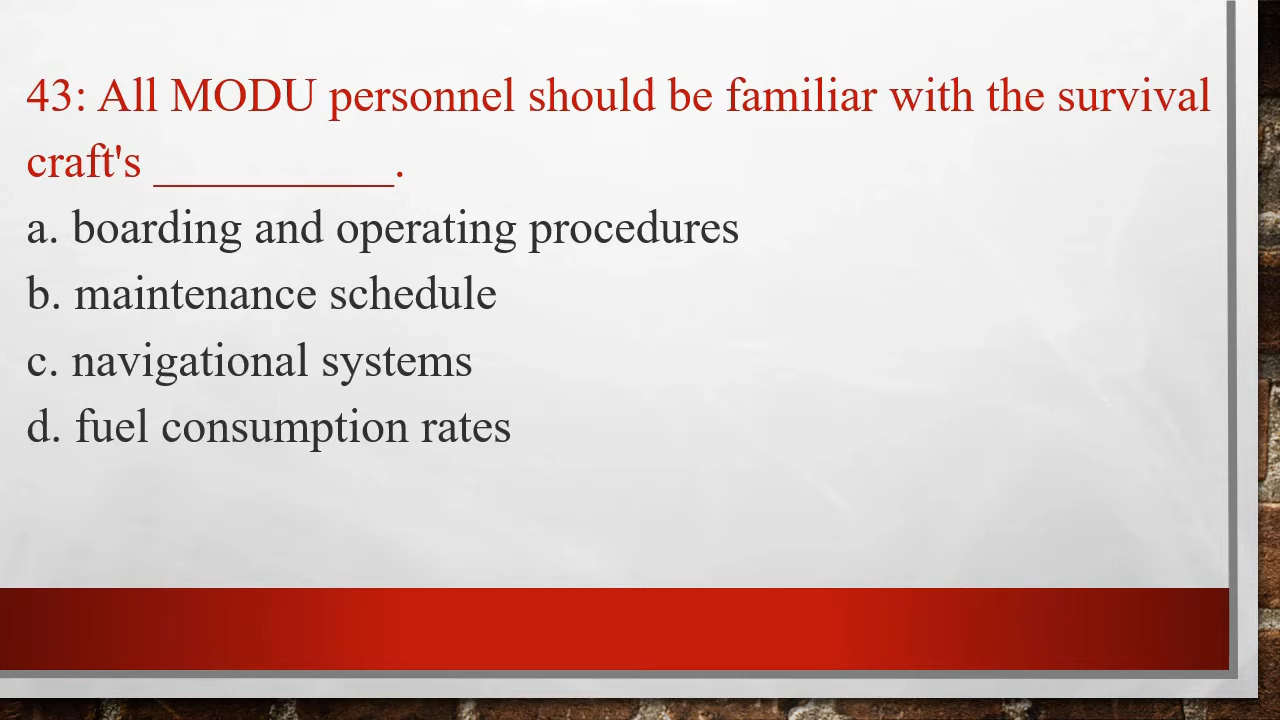 43: All MODU personnel should be familiar with the survival
craft's __________.
a. boarding and operating procedures
b. maintenance schedule
c. navigational systems
d. fuel consumption rates